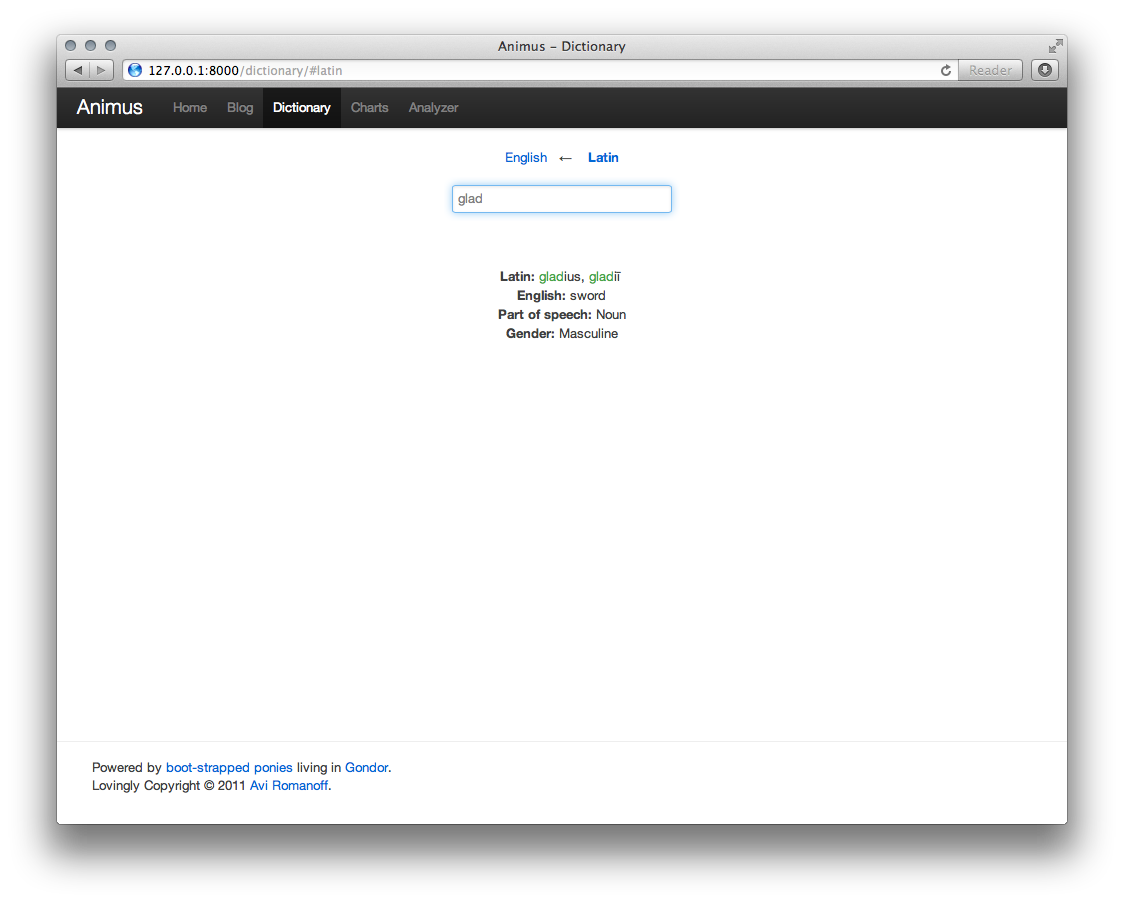 Animus – Dictionary
127.0.0.1:8000/dictionary/#latin
Reader
Animus Home Blog Dictionary Charts Analyzer
English ← Latin
glad
Latin: gladius, gladiī
English: sword
Part of speech: Noun
Gender: Masculine
Powered by boot-strapped ponies living in Gondor.
Lovingly Copyright © 2011 Avi Romanoff.